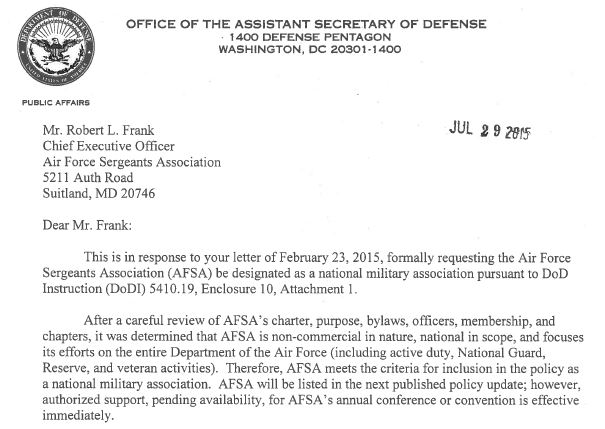 OFFICE OF THE ASSISTANT SECRETARY OF DEFENSE
1400 DEFENSE PENTAGON
WASHINGTON, DC 20301-1400
DEPARTMENT OF DEFENSE
UNITED STATES OF AMERICA
PUBLIC AFFAIRS
JUL 29 2015
Mr. Robert L. Frank
Chief Executive Officer
Air Force Sergeants Association
5211 Auth Road
Suitland, MD 20746
Dear Mr. Frank:
This is in response to your letter of February 23, 2015, formally requesting the Air Force
Sergeants Association (AFSA) be designated as a national military association pursuant to DoD
Instruction (DoDI) 5410.19, Enclosure 10, Attachment 1.
After a careful review of AFSA's charter, purpose, bylaws, officers, membership, and
chapters, it was determined that AFSA is non-commercial in nature, national in scope, and focuses
its efforts on the entire Department of the Air Force (including active duty, National Guard,
Reserve, and veteran activities). Therefore, AFSA meets the criteria for inclusion in the policy as
a national military association. AFSA will be listed in the next published policy update; however,
authorized support, pending availability, for AFSA's annual conference or convention is effective
immediately.